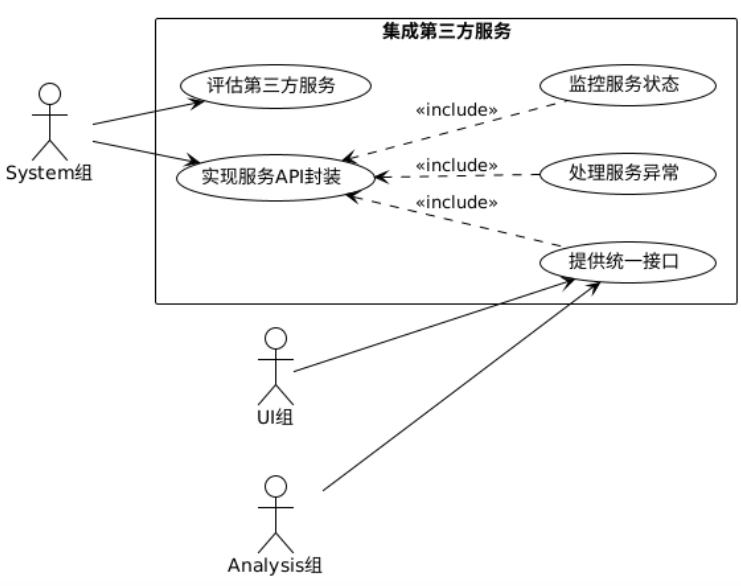 集成第三方服务
评估第三方服务
监控服务状态
«include»
System组
实现服务API封装
«include»
处理服务异常
«include»
提供统一接口
UI组
Analysis组